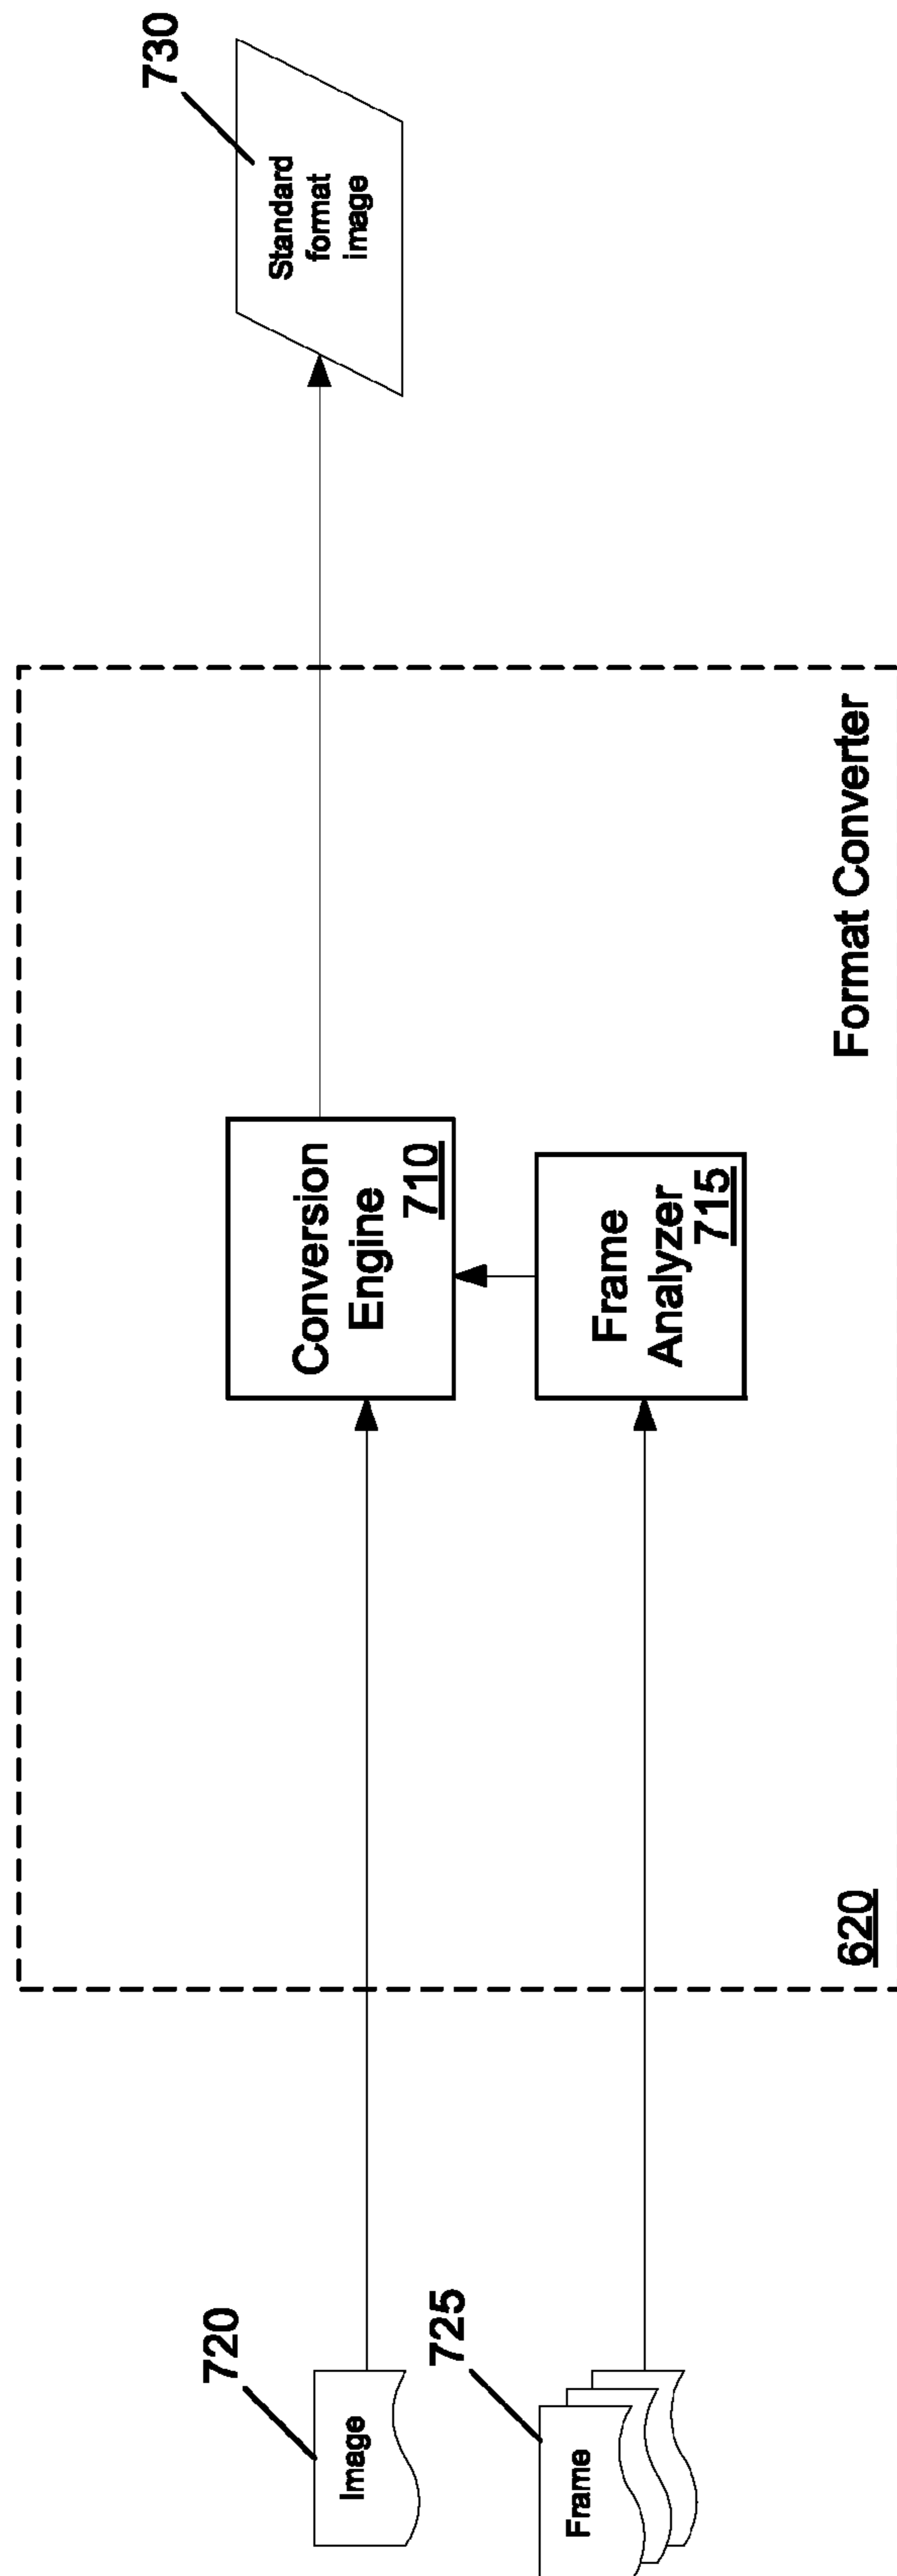 720
Image
725
Frame
Conversion
Engine
710
Frame
Analyzer
715
620
Format Converter
730
Standard
format
image